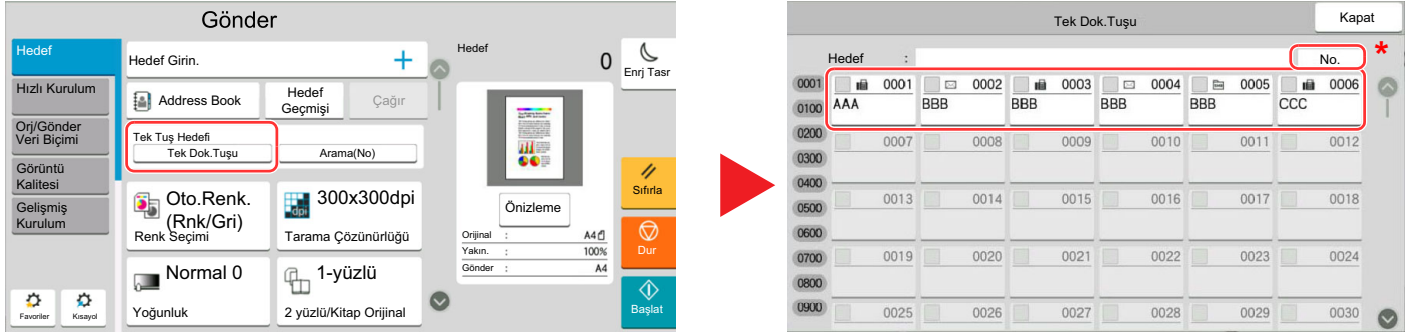 Gönder
Hedef
Hızlı Kurulum
Orj/Gönder
Veri Biçimi
Görüntü
Kalitesi
Gelişmiş
Kurulum
Favoriler
Kısayol
Hedef Girin.
+
Address Book
Hedef
Geçmişi
Çağır
Tek Tuş Hedefi
Tek Dok.Tuşu
Arama(No)
Oto.Renk.
(Rnk/Gri)
Renk Seçimi
300x300dpi
Tarama Çözünürlüğü
Normal 0
Yoğunluk
1-yüzlü
2 yüzlü/Kitap Orijinal
Hedef
0
Önizleme
Orijinal : A4
Yakın. : 100%
Gönder : A4
Enrj Tasr
Sıfırla
Dur
Başlat
Tek Dok.Tuşu
Kapat
Hedef :
No.
*
0001
0100
0200
0300
0400
0500
0600
0700
0800
0900
0001 0002 0003 0004 0005 0006
AAA BBB BBB BBB BBB CCC
0007 0008 0009 0010 0011 0012
0013 0014 0015 0016 0017 0018
0019 0020 0021 0022 0023 0024
0025 0026 0027 0028 0029 0030